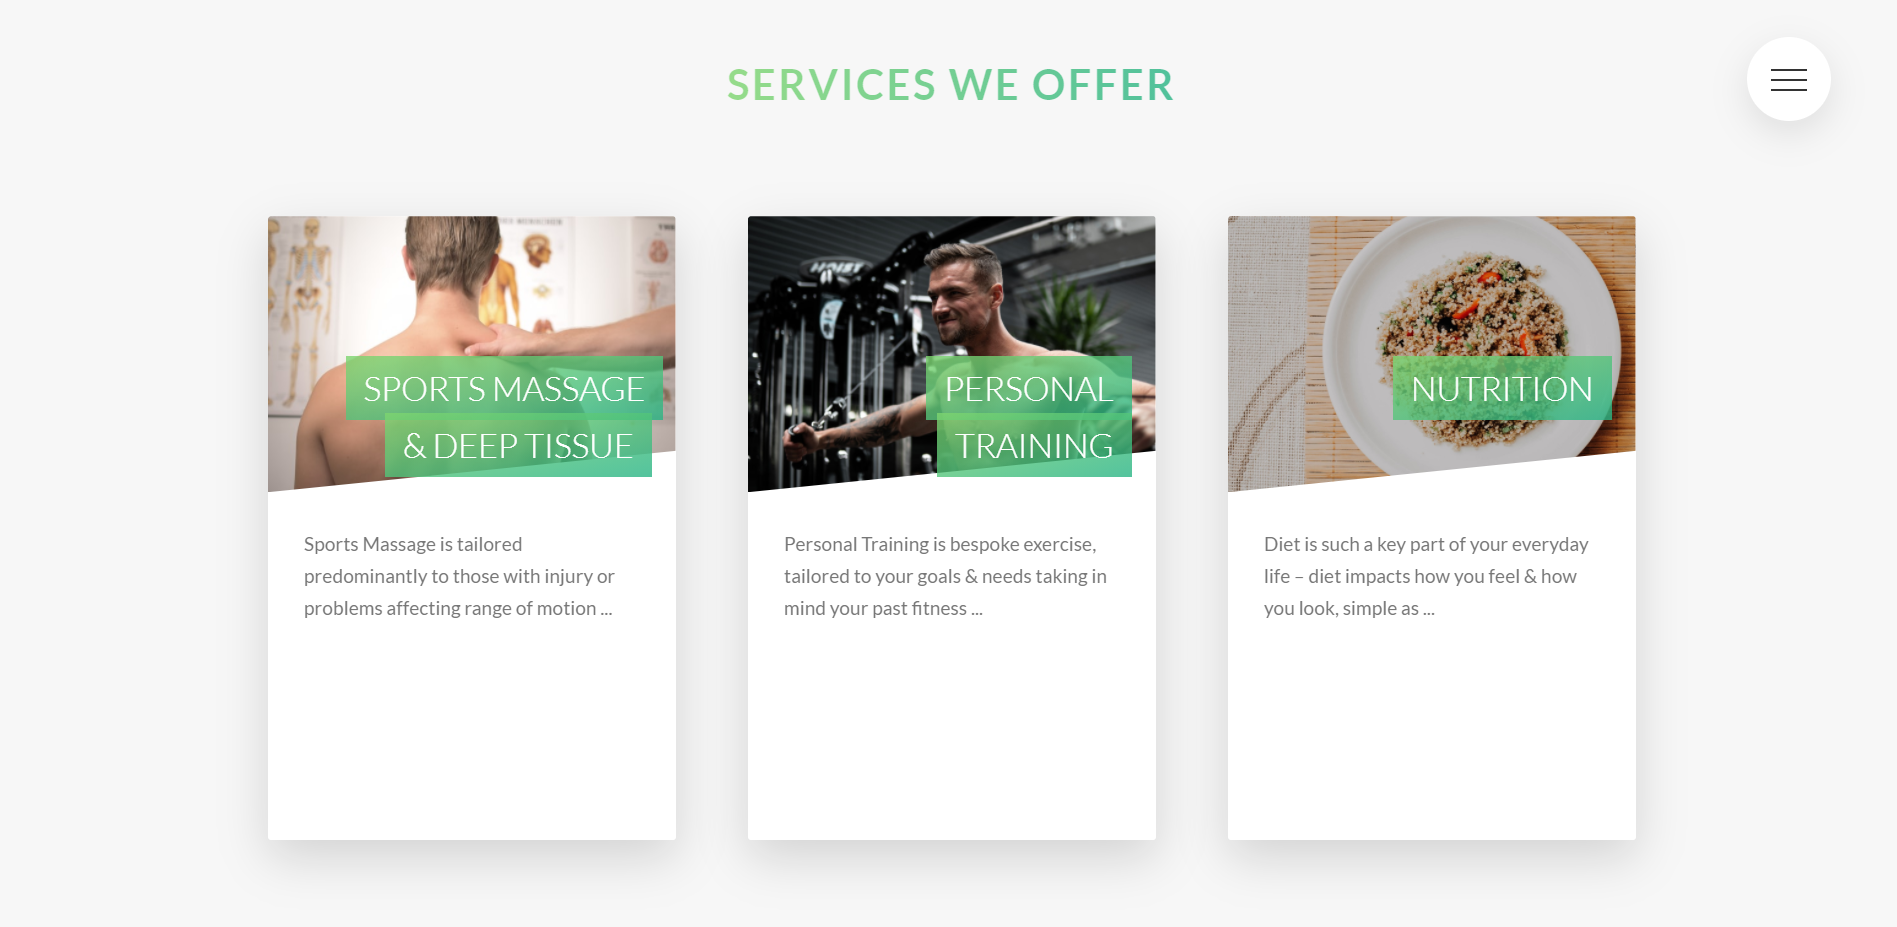 SERVICES WE OFFER
SPORTS MASSAGE
& DEEP TISSUE
Sports Massage is tailored
predominantly to those with injury or
problems affecting range of motion ...
HOIST
PERSONAL
TRAINING
Personal Training is bespoke exercise,
tailored to your goals & needs taking in
mind your past fitness ...
NUTRITION
Diet is such a key part of your everyday
life – diet impacts how you feel & how
you look, simple as ...